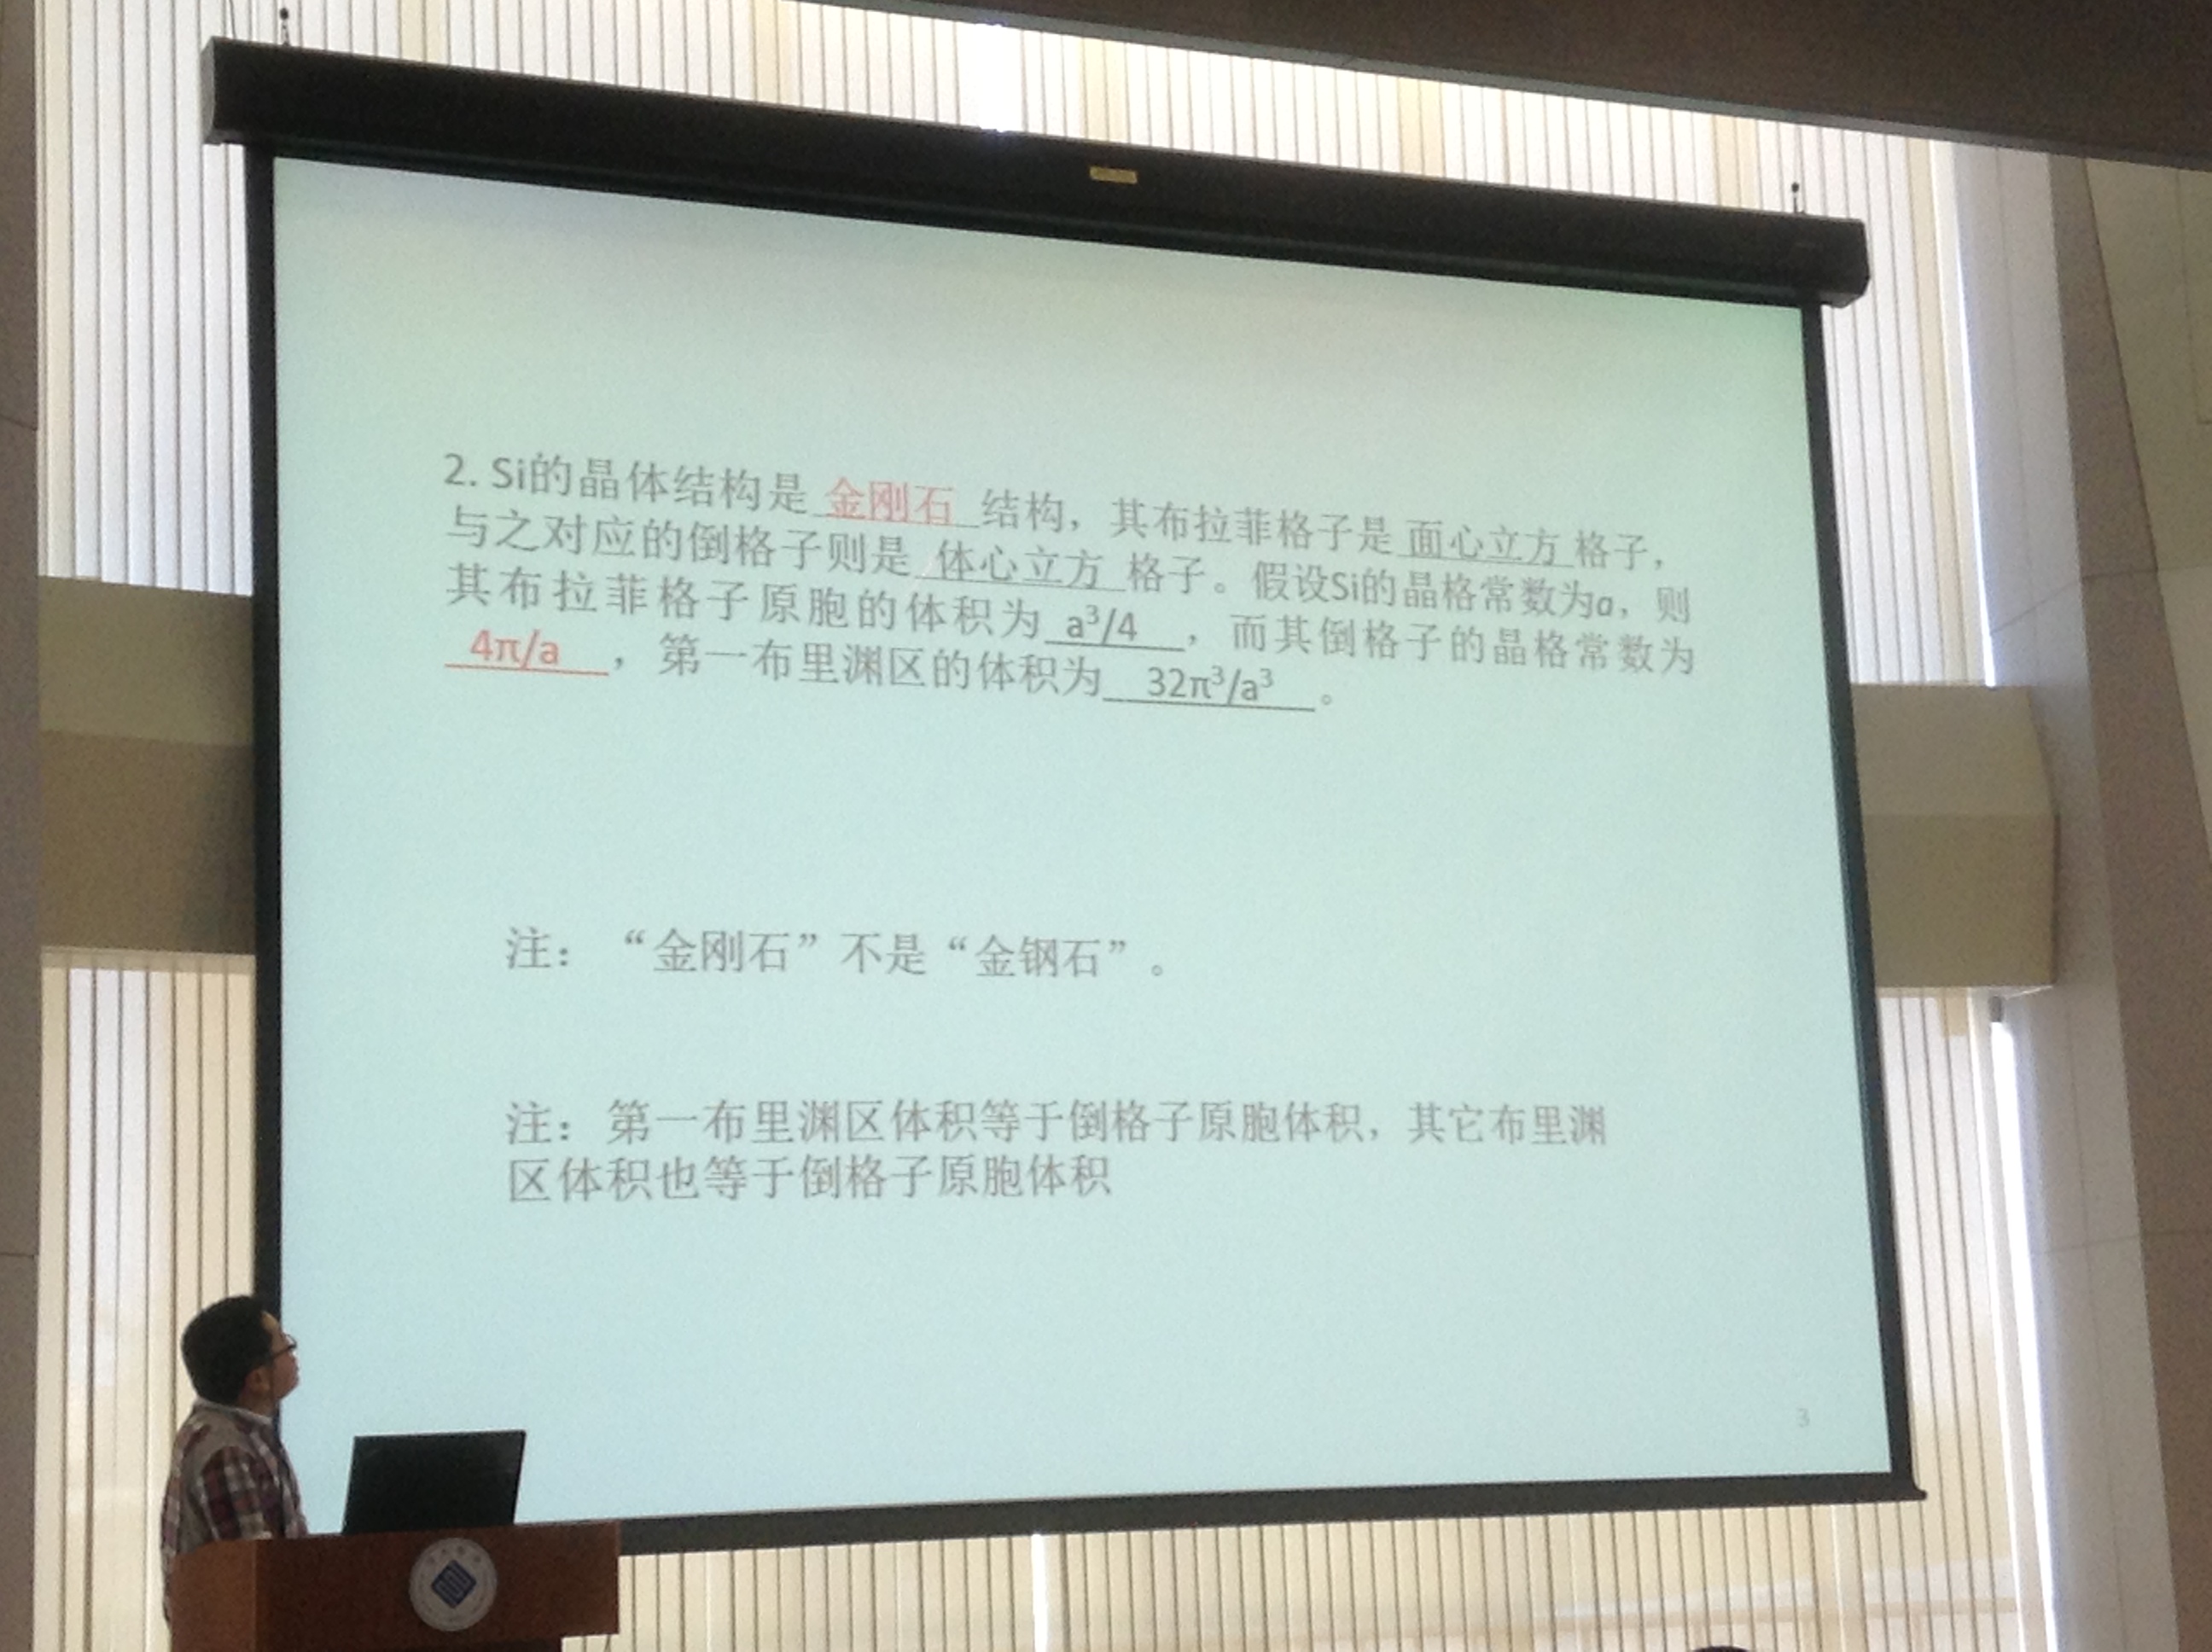 2. Si的晶体结构是 金刚石 结构，其布拉菲格子是 面心立方 格子，
与之对应的倒格子则是 体心立方 格子。假设Si的晶格常数为a，则
其布拉菲格子原胞的体积为 a³/4 ，而其倒格子的晶格常数为
4π/a ，第一布里渊区的体积为 32π³/a³ 。
注：“金刚石”不是“金钢石”。
注：第一布里渊区体积等于倒格子原胞体积，其它布里渊
区体积也等于倒格子原胞体积
3